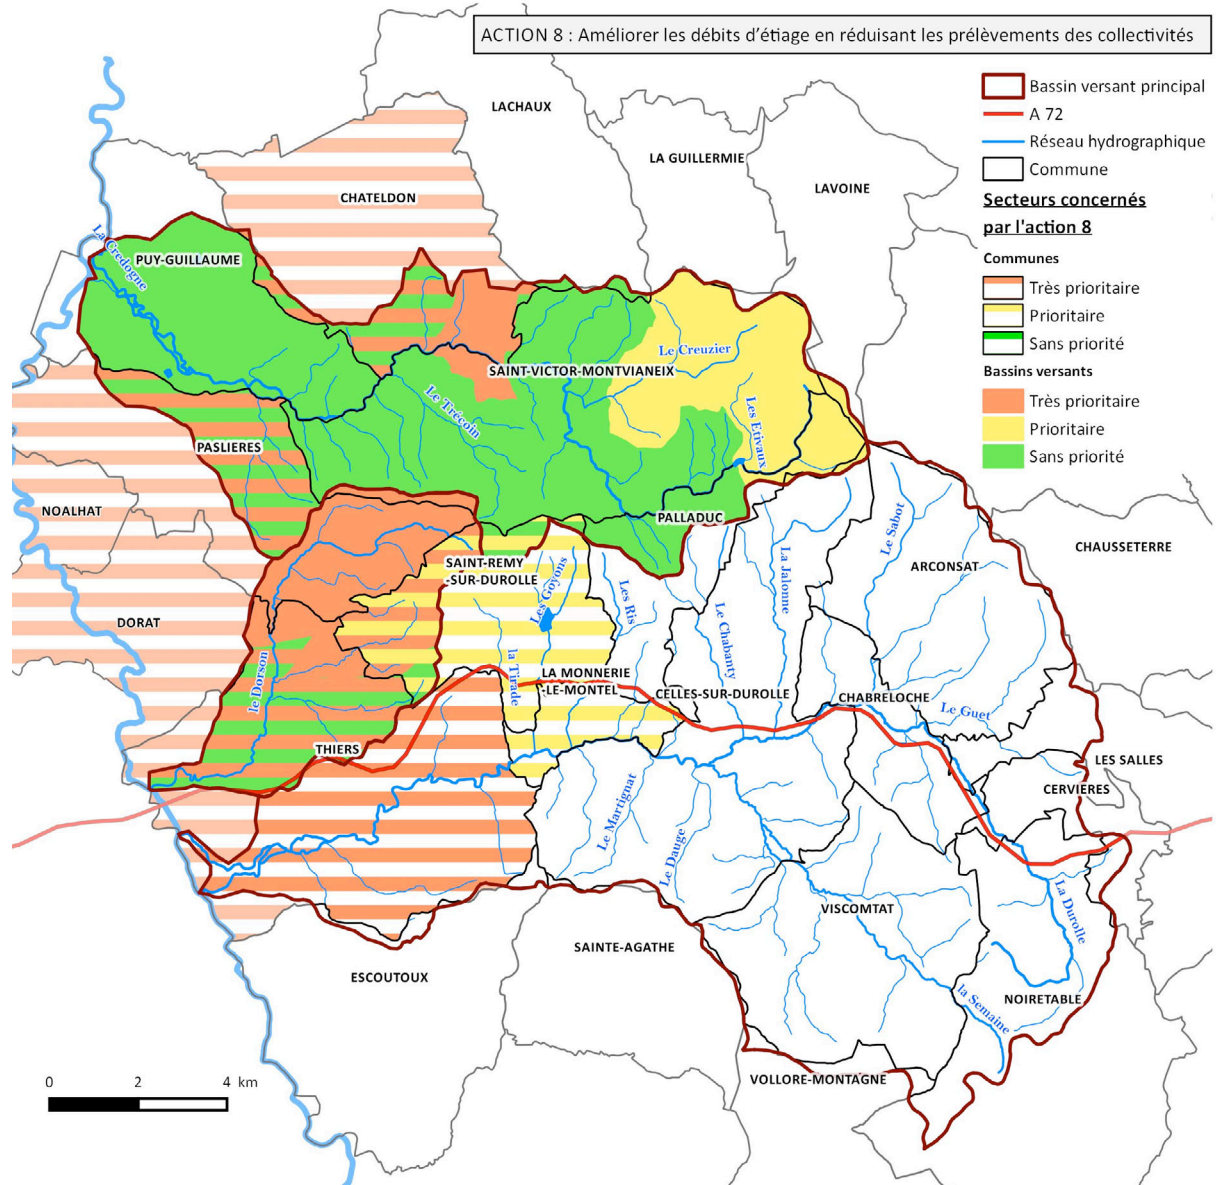 ACTION 8 : Améliorer les débits d'étiage en réduisant les prélèvements des collectivités
Bassin versant principal
A 72
Réseau hydrographique
Commune
Secteurs concernés
par l'action 8
Communes
Très prioritaire
Prioritaire
Sans priorité
Bassins versants
Très prioritaire
Prioritaire
Sans priorité
LACHAUX
LA GUILLERMIE
LAVOINE
CHATELDON
La Credogne
PUY-GUILLAUME
Le Creuzier
SAINT-VICTOR-MONTVIANEIX
Le Trécoin
Les Etivaux
PASLIERES
NOALHAT
PALLADUC
Le Sabot
CHAUSSETERRE
SAINT-REMY
-SUR-DUROLLE
Les Goyons
Les Ris
La Jalonne
ARCONSAT
DORAT
Le Chabanty
le Dorson
la Tirade
LA MONNERIE
-LE-MONTEL
CELLES-SUR-DUROLLE
CHABRELOCHE
Le Guet
THIERS
LES SALLES
CERVIERES
Le Martignat
Le Dauge
VISCOMTAT
La Durolle
SAINTE-AGATHE
ESCOUTOUX
la Semaine
NOIRETABLE
VOLLORE-MONTAGNE
0 2 4 km